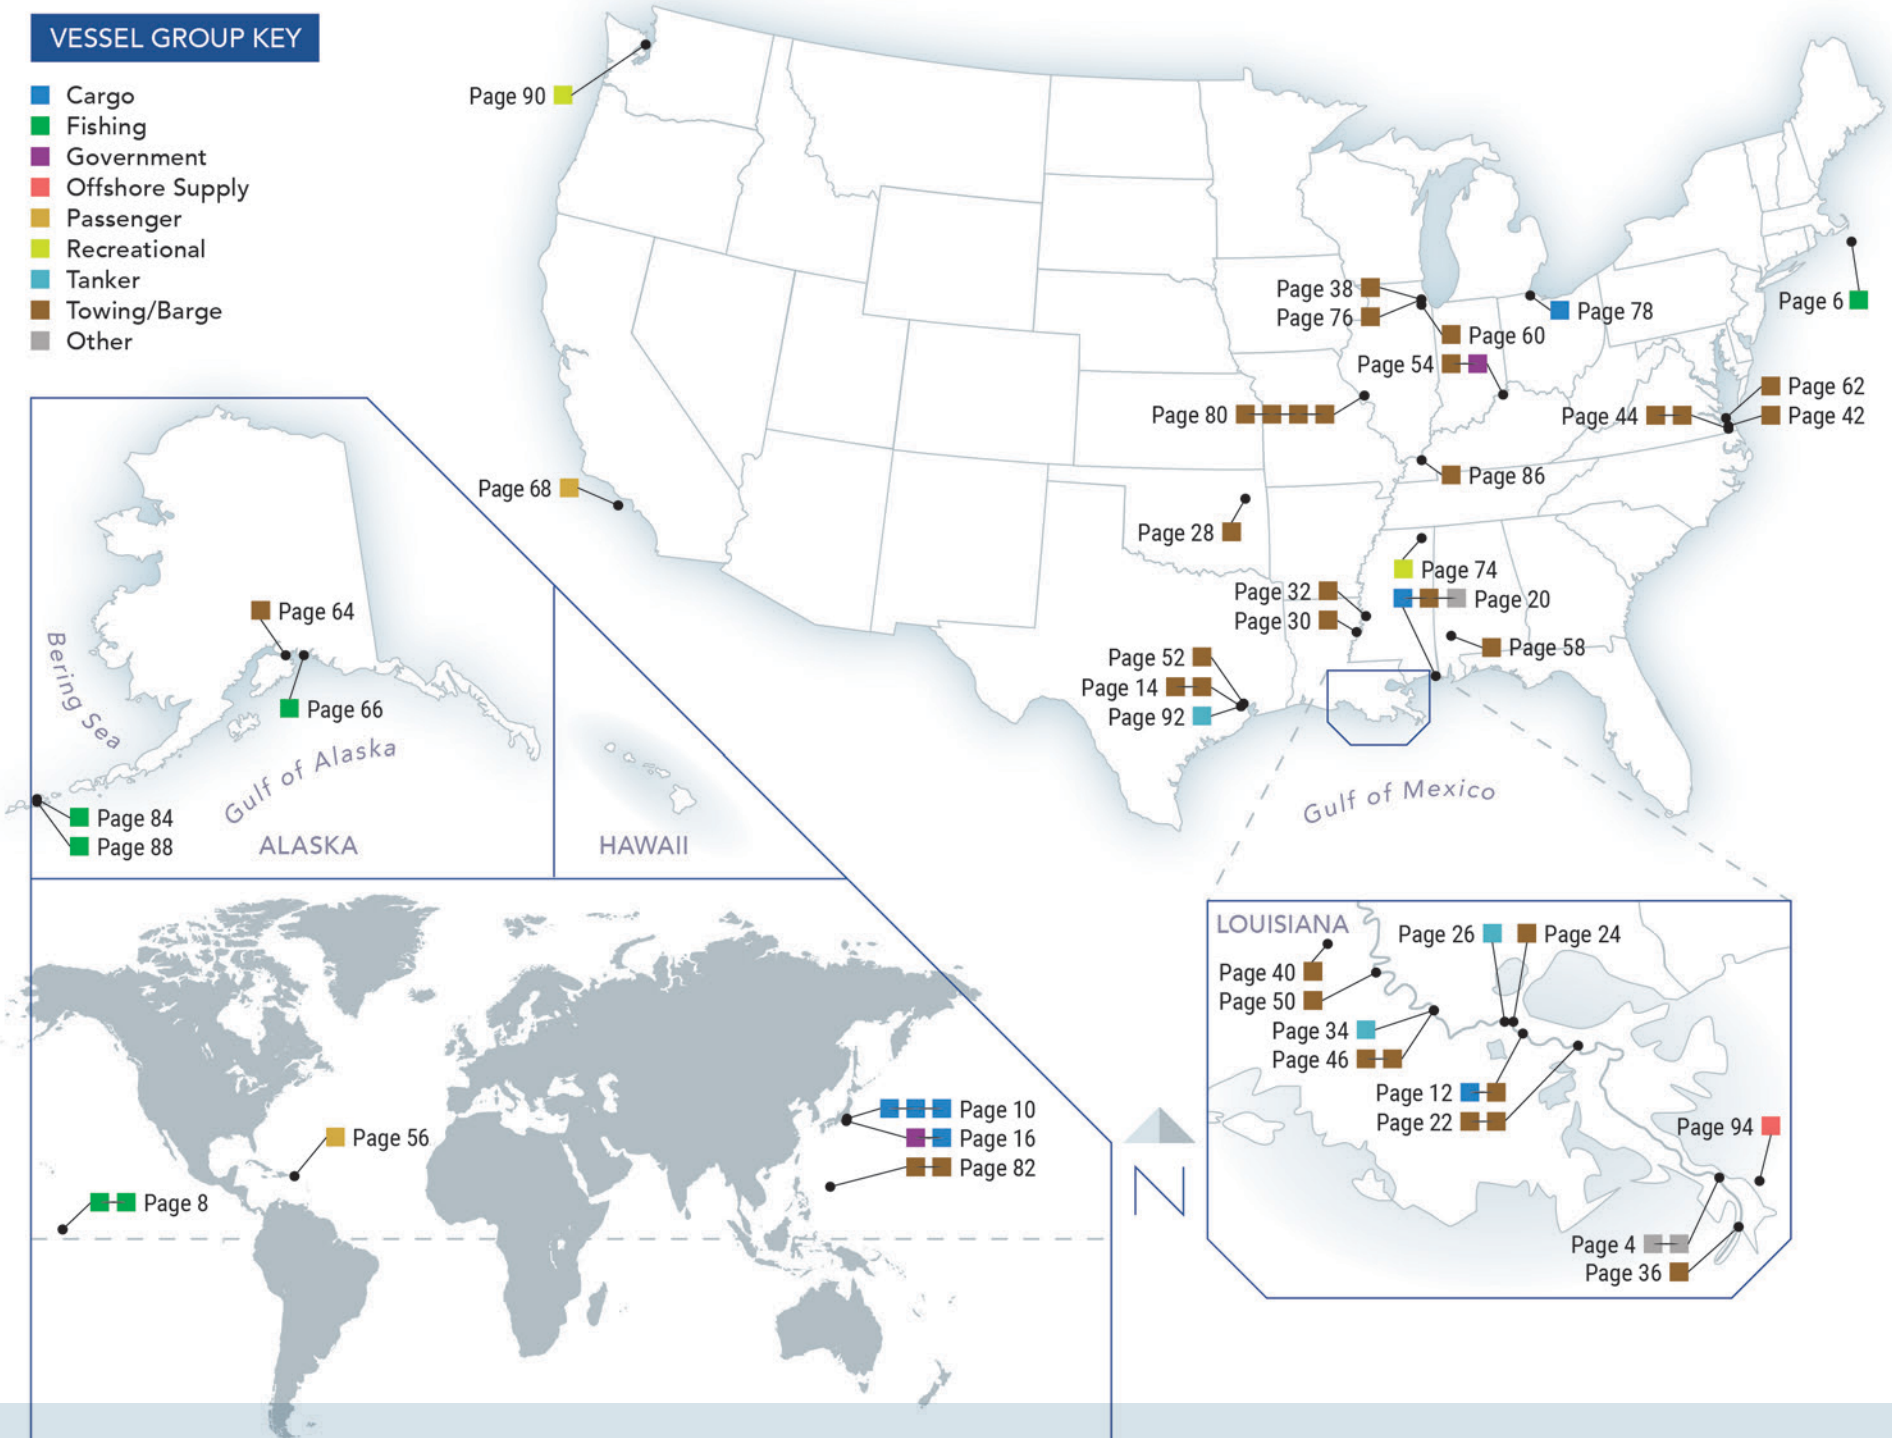 VESSEL GROUP KEY
Cargo
Fishing
Government
Offshore Supply
Passenger
Recreational
Tanker
Towing/Barge
Other
Page 90
Page 38
Page 76
Page 60
Page 54
Page 78
Page 6
Page 80
Page 62
Page 44
Page 42
Page 86
Page 68
Page 28
Page 74
Page 32
Page 20
Page 30
Page 58
Page 52
Page 14
Page 92
Gulf of Mexico
Page 64
Bering Sea
Page 66
Gulf of Alaska
Page 84
Page 88
ALASKA
HAWAII
Page 56
Page 8
Page 10
Page 16
Page 82
N
LOUISIANA
Page 26
Page 24
Page 40
Page 50
Page 34
Page 46
Page 12
Page 22
Page 94
Page 4
Page 36